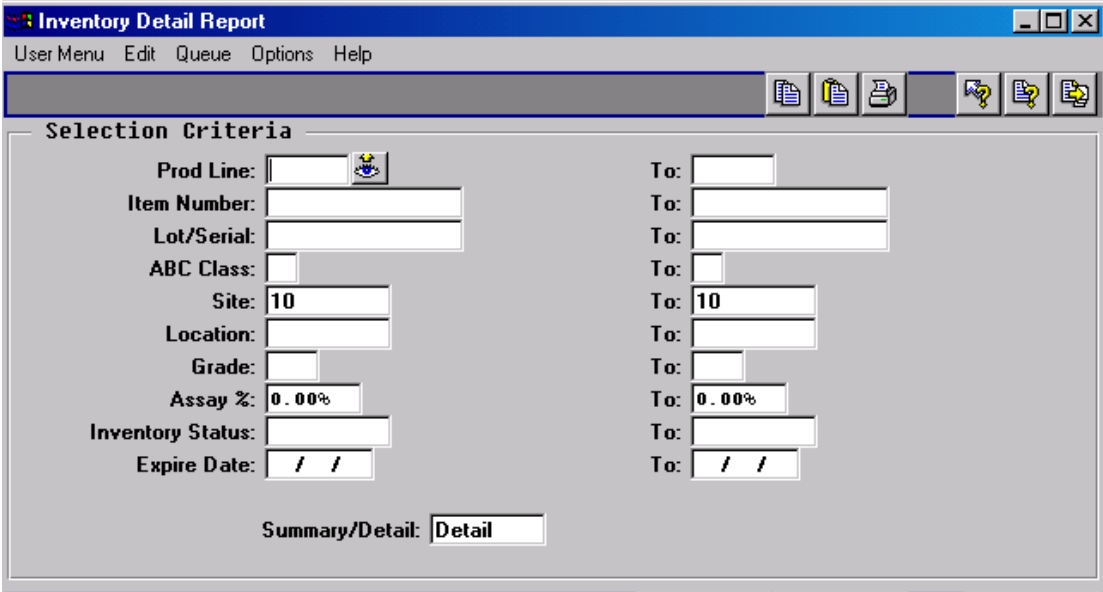 Inventory Detail Report
User Menu Edit Queue Options Help
Selection Criteria
Prod Line: To:
Item Number: To:
Lot/Serial: To:
ABC Class: To:
Site: 10 To: 10
Location: To:
Grade: To:
Assay %: 0.00% To: 0.00%
Inventory Status: To:
Expire Date: / / To: / /
Summary/Detail: Detail